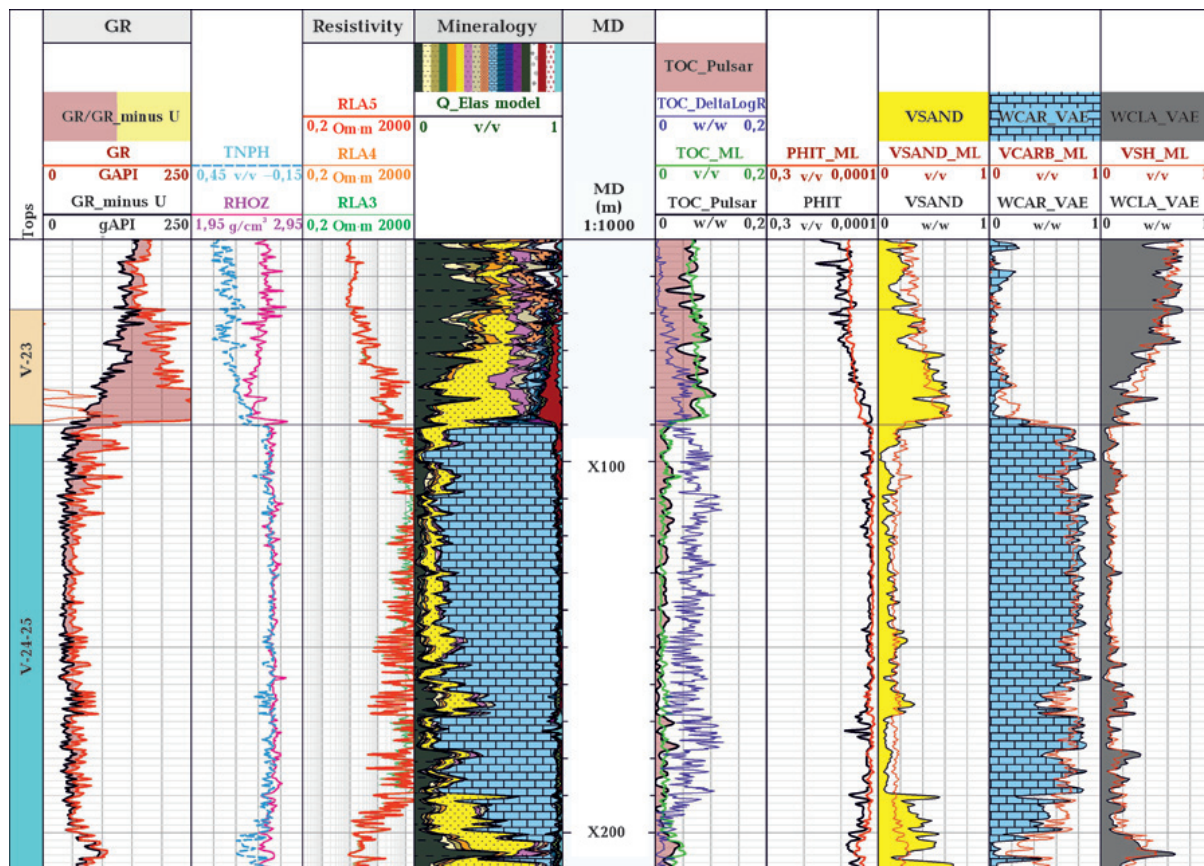 GR
Resistivity
Mineralogy
MD
TOC_Pulsar
GR/GR_minus U
RLA5
0,2 Om·m 2000
Q_Elas model
0 v/v 1
TOC_DeltaLogR
0 w/w 0,2
VSAND
WCAR_VAE
WCLA_VAE
GR
0 GAPI 250
TNPH
0,45 v/v −0,15
RLA4
0,2 Om·m 2000
TOC_ML
0 v/v 0,2
PHIT_ML
0,3 v/v 0,0001
VSAND_ML
0 v/v 1
VCARB_ML
0 v/v 1
VSH_ML
0 v/v 1
Tops
GR_minus U
0 gAPI 250
RHOZ
1,95 g/cm³ 2,95
RLA3
0,2 Om·m 2000
MD
(m)
1:1000
TOC_Pulsar
0 w/w 0,2
PHIT
0,3 v/v 0,0001
VSAND
0 w/w 1
WCAR_VAE
0 w/w 1
WCLA_VAE
0 w/w
V-23
X100
V-24-25
X200